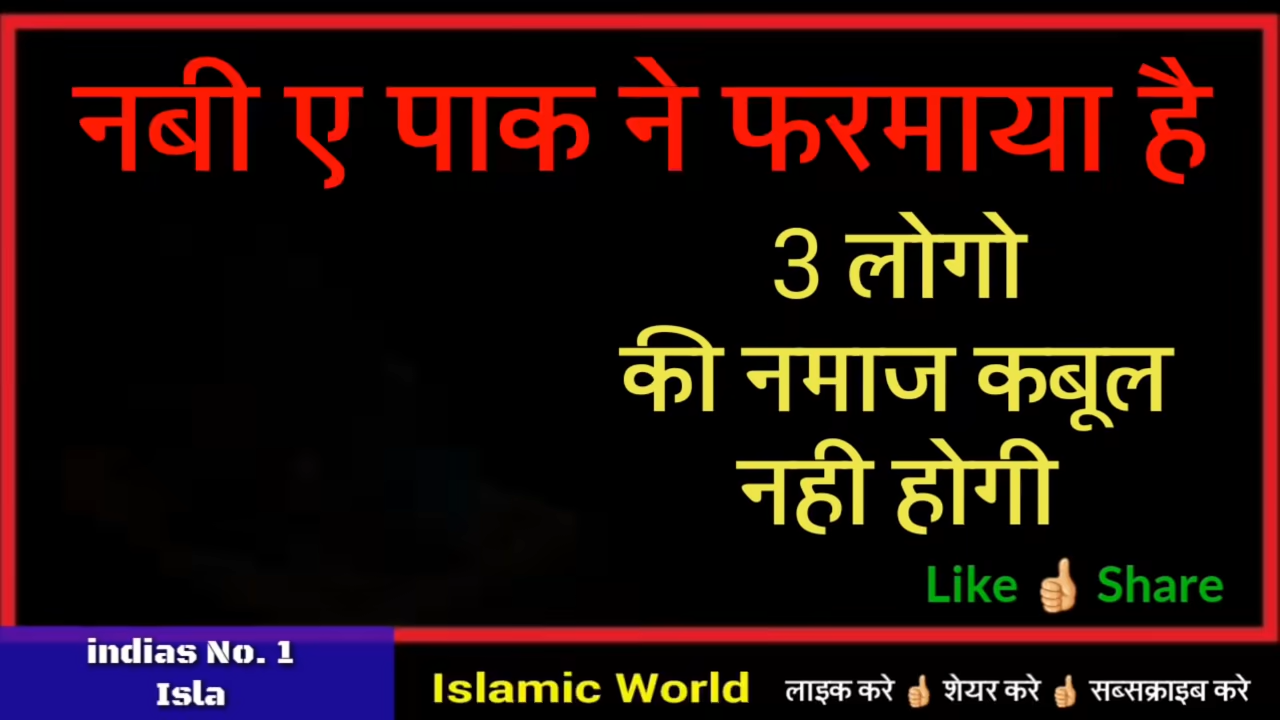 नबी ए पाक ने फरमाया है
3 लोगो
की नमाज कबूल
नही होगी
Like 👍🏻 Share
indias No. 1
Isla
Islamic World
लाइक करे 👍🏻 शेयर करे 👍🏻 सब्सक्राइब करे